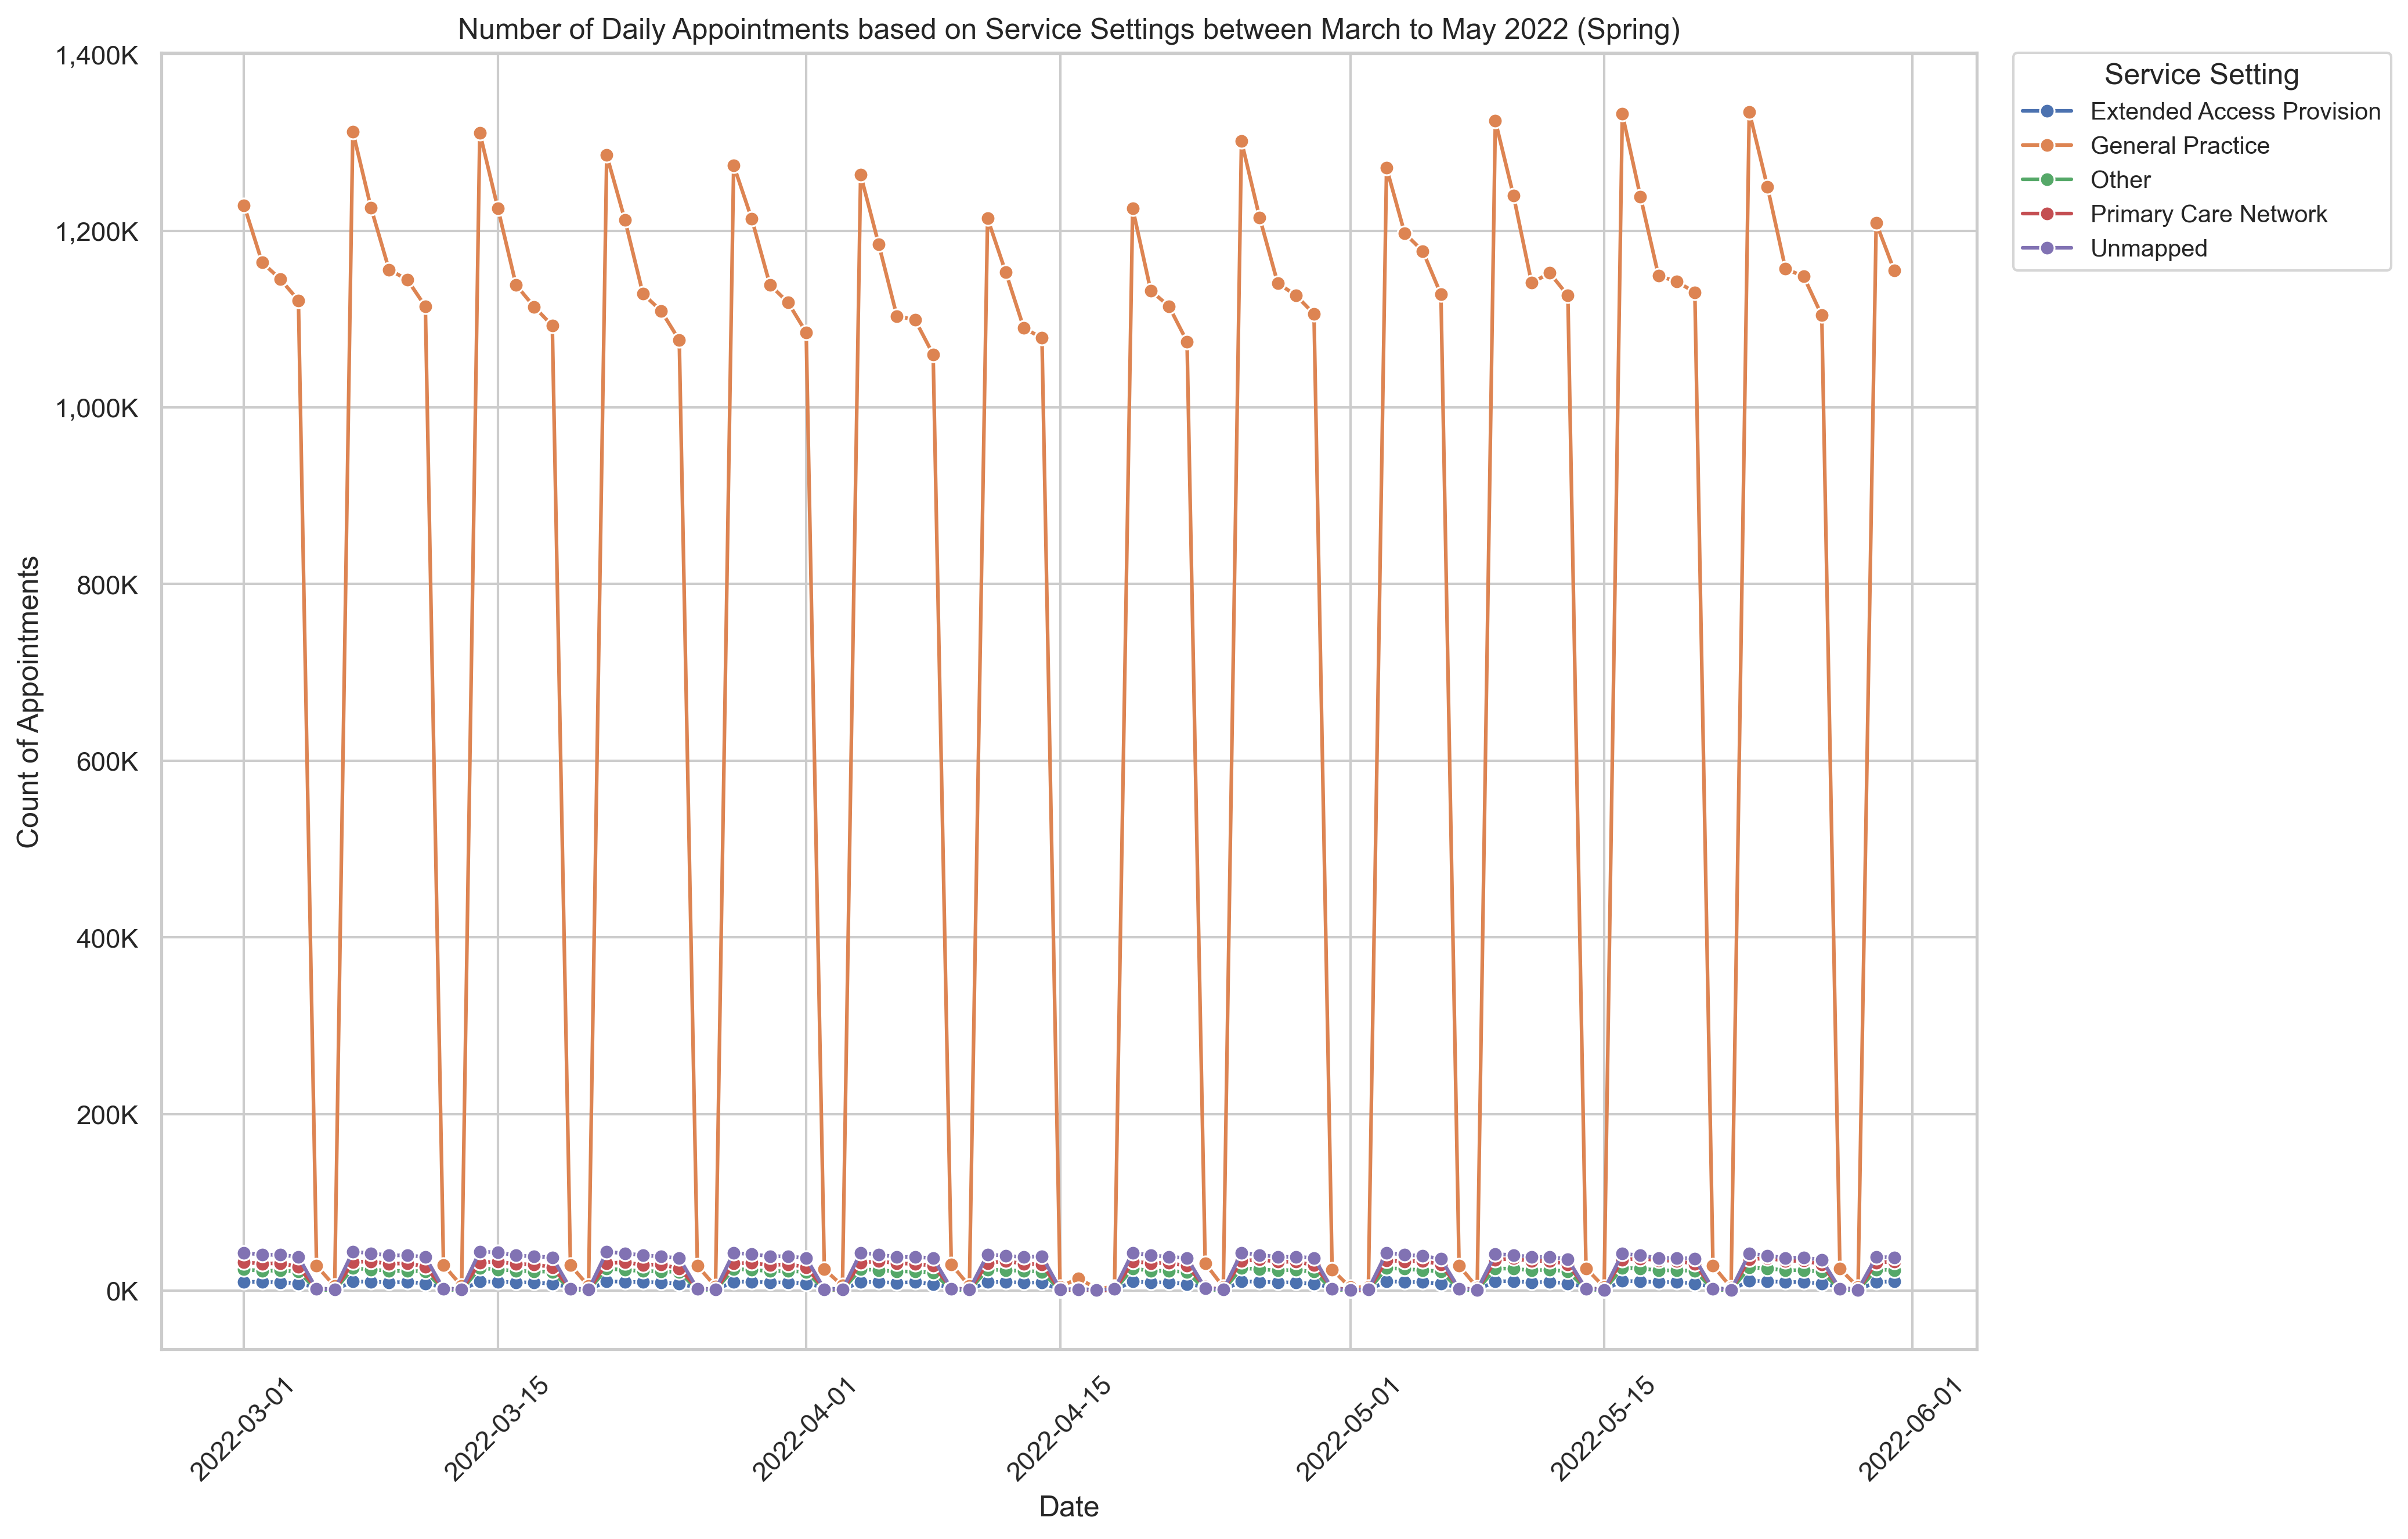 Number of Daily Appointments based on Service Settings between March to May 2022 (Spring)
1,400K
1,200K
1,000K
800K
600K
400K
200K
0K
Count of Appointments
2022-03-01
2022-03-15
2022-04-01
2022-04-15
2022-05-01
2022-05-15
2022-06-01
Date
Service Setting
Extended Access Provision
General Practice
Other
Primary Care Network
Unmapped